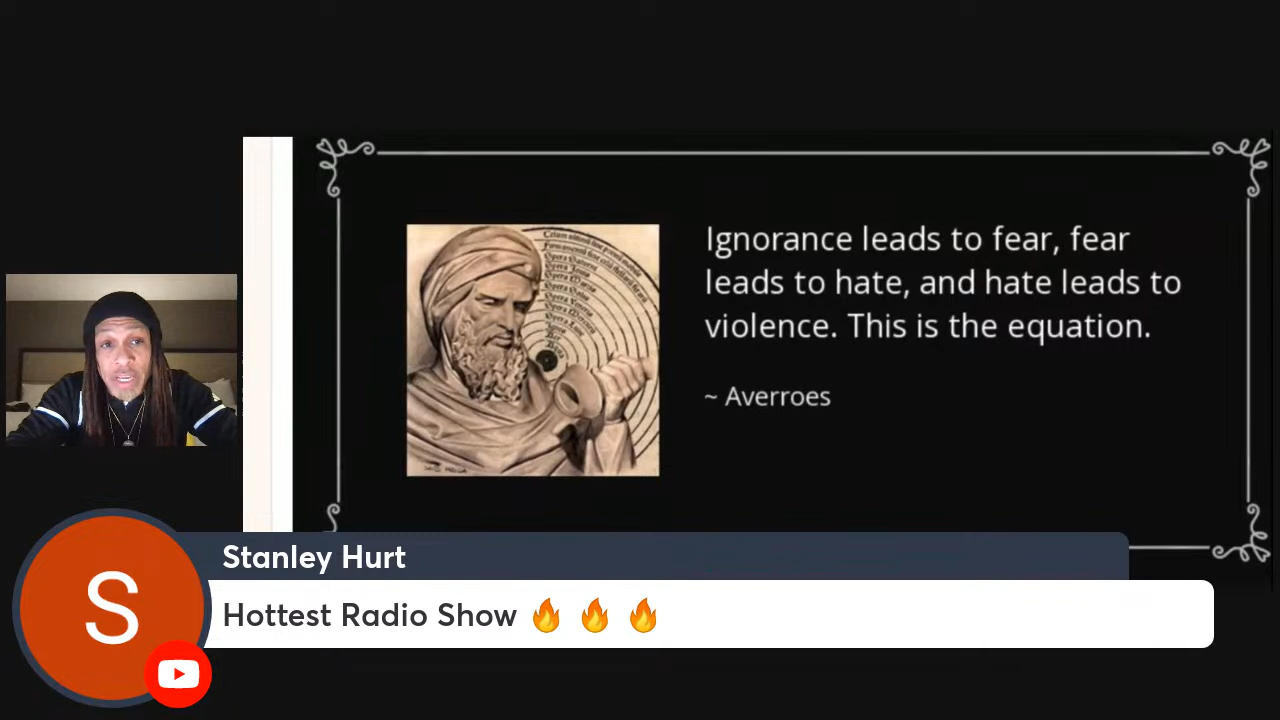 Ignorance leads to fear, fear
leads to hate, and hate leads to
violence. This is the equation.
~ Averroes
Stanley Hurt
S
Hottest Radio Show 🔥 🔥 🔥